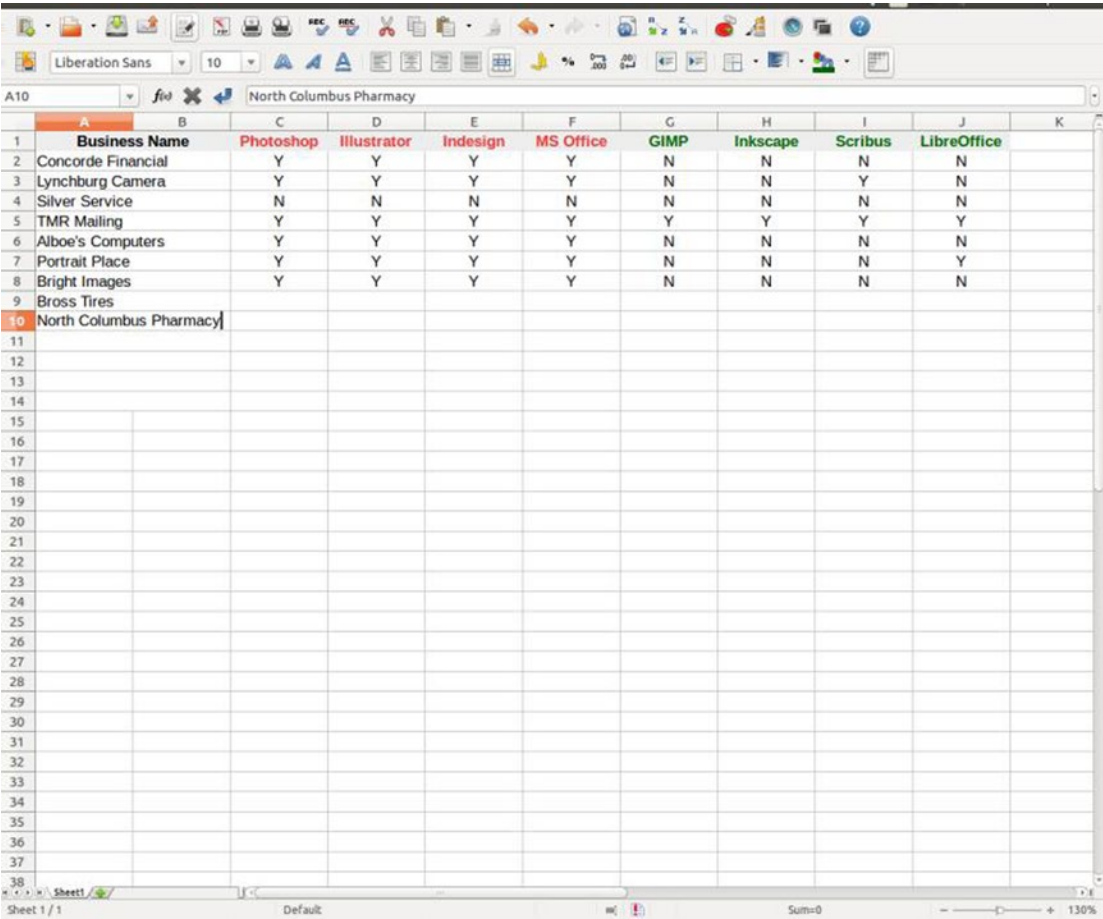 Liberation Sans 10
A10 North Columbus Pharmacy
A B C D E F G H I J K
1 Business Name Photoshop Illustrator Indesign MS Office GIMP Inkscape Scribus LibreOffice
2 Concorde Financial Y Y Y Y N N N N
3 Lynchburg Camera Y Y Y Y N N Y N
4 Silver Service N N N N N N N N
5 TMR Mailing Y Y Y Y Y Y Y Y
6 Alboe's Computers Y Y Y Y N N N N
7 Portrait Place Y Y Y Y N N N Y
8 Bright Images Y Y Y Y N N N N
9 Bross Tires
10 North Columbus Pharmacy
11
12
13
14
15
16
17
18
19
20
21
22
23
24
25
26
27
28
29
30
31
32
33
34
35
36
37
38
Sheet1
Sheet 1 / 1 Default Sum=0 130%